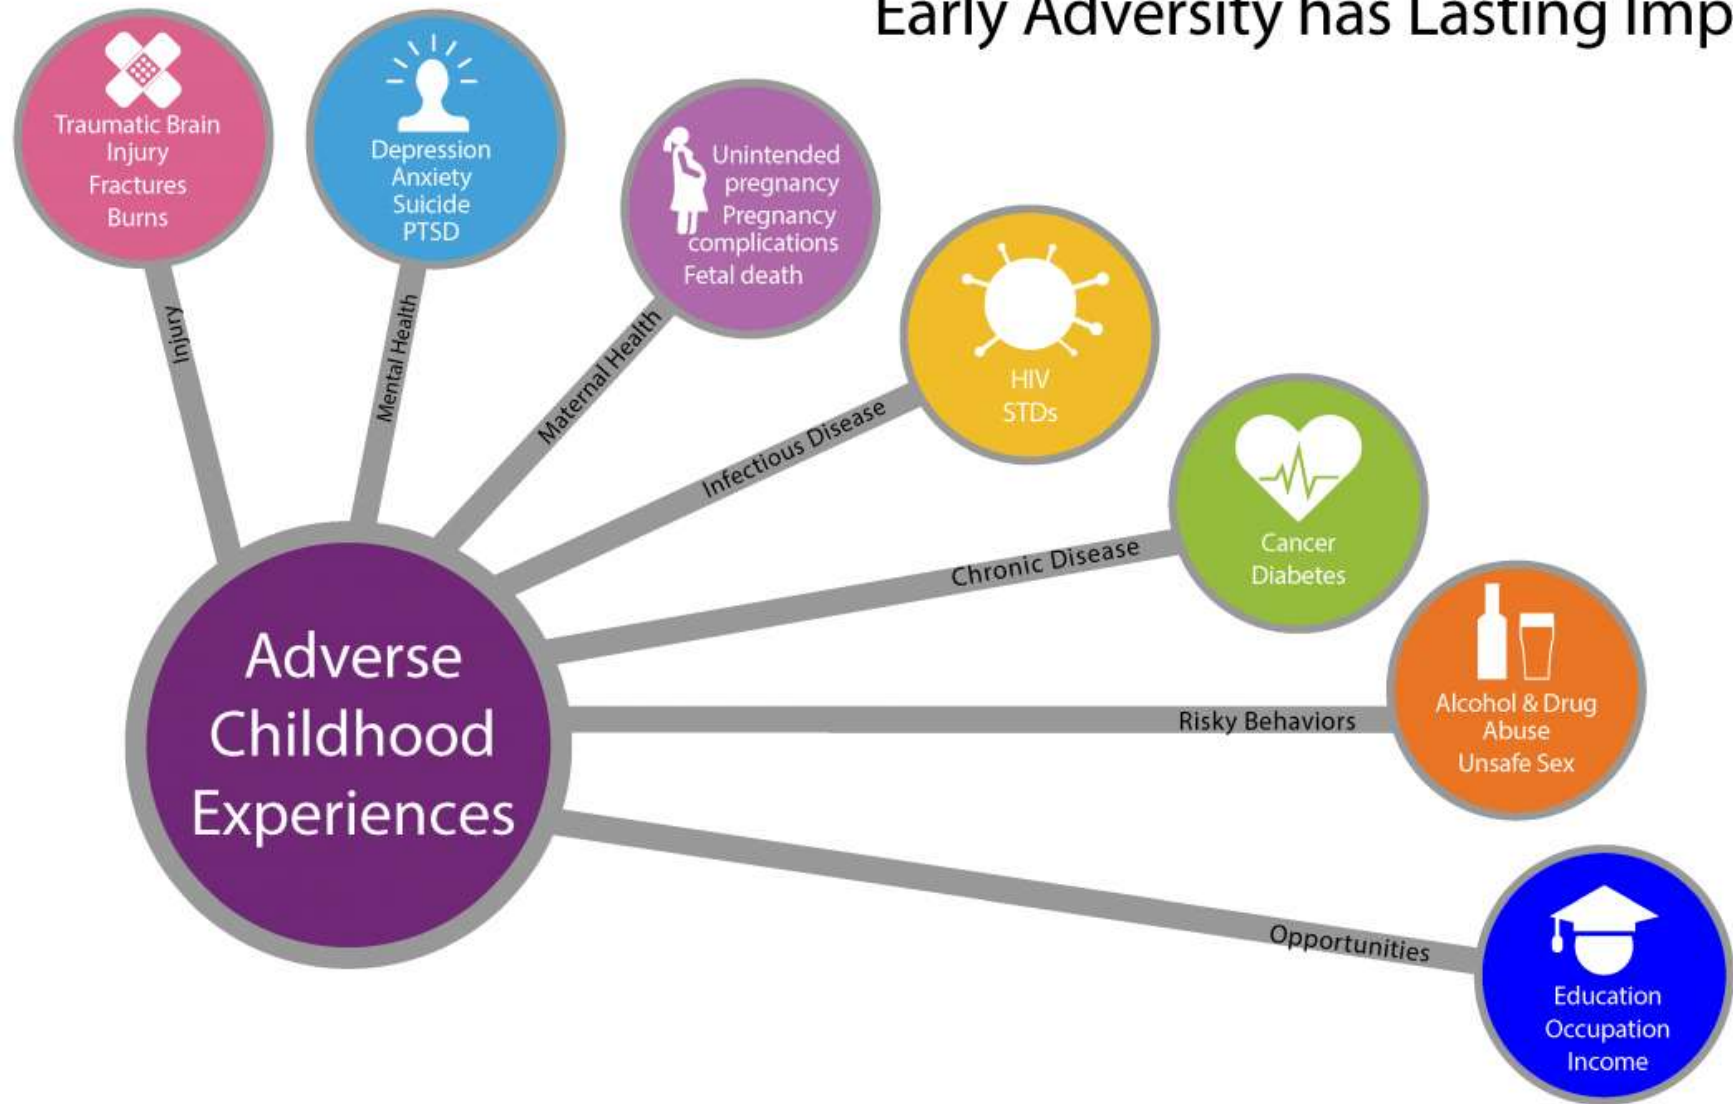 Early Adversity has Lasting Imp
Traumatic Brain
Injury
Fractures
Burns
Depression
Anxiety
Suicide
PTSD
Unintended
pregnancy
Pregnancy
complications
Fetal death
HIV
STDs
Cancer
Diabetes
Alcohol & Drug
Abuse
Unsafe Sex
Education
Occupation
Income
Injury
Mental Health
Maternal Health
Infectious Disease
Chronic Disease
Risky Behaviors
Opportunities
Adverse
Childhood
Experiences